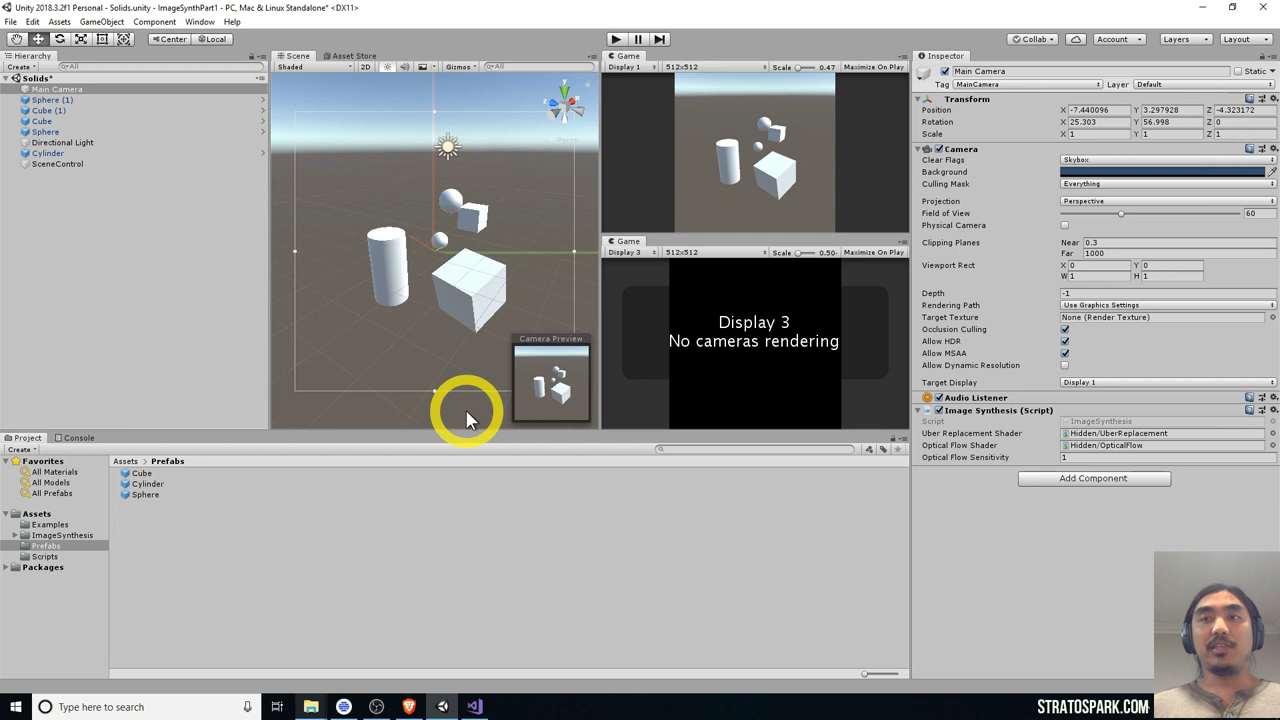 Unity 2018.3.2f1 Personal - Solids.unity - ImageSynthPart1 - PC, Mac & Linux Standalone* <DX11>
File Edit Assets GameObject Component Window Help
Center Local Collab Account Layers Layout
Hierarchy
Create All
Solids*
Main Camera
Sphere (1)
Cube (1)
Cube
Sphere
Directional Light
Cylinder
SceneControl
Scene Asset Store
Shaded 2D Gizmos All
y
x
z
Persp
Camera Preview
Game
Display 1 512x512 Scale 0.47 Maximize On Play
Game
Display 3 512x512 Scale 0.50 Maximize On Play
Display 3
No cameras rendering
Inspector
Main Camera Static
Tag MainCamera Layer Default
Transform
Position X -7.440096 Y 3.297928 Z -4.323172
Rotation X 25.303 Y 56.998 Z 0
Scale X 1 Y 1 Z 1
Camera
Clear Flags Skybox
Background
Culling Mask Everything
Projection Perspective
Field of View 60
Physical Camera
Clipping Planes Near 0.3
Far 1000
Viewport Rect X 0 Y 0
W 1 H 1
Depth -1
Rendering Path Use Graphics Settings
Target Texture None (Render Texture)
Occlusion Culling
Allow HDR
Allow MSAA
Allow Dynamic Resolution
Target Display Display 1
Audio Listener
Image Synthesis (Script)
Script ImageSynthesis
Uber Replacement Shader Hidden/UberReplacement
Optical Flow Shader Hidden/OpticalFlow
Optical Flow Sensitivity 1
Add Component
Project Console
Create
Favorites
All Materials
All Models
All Prefabs
Assets
Examples
ImageSynthesis
Prefabs
Scripts
Packages
Assets Prefabs
Cube
Cylinder
Sphere
Type here to search
STRATOSPARK.COM